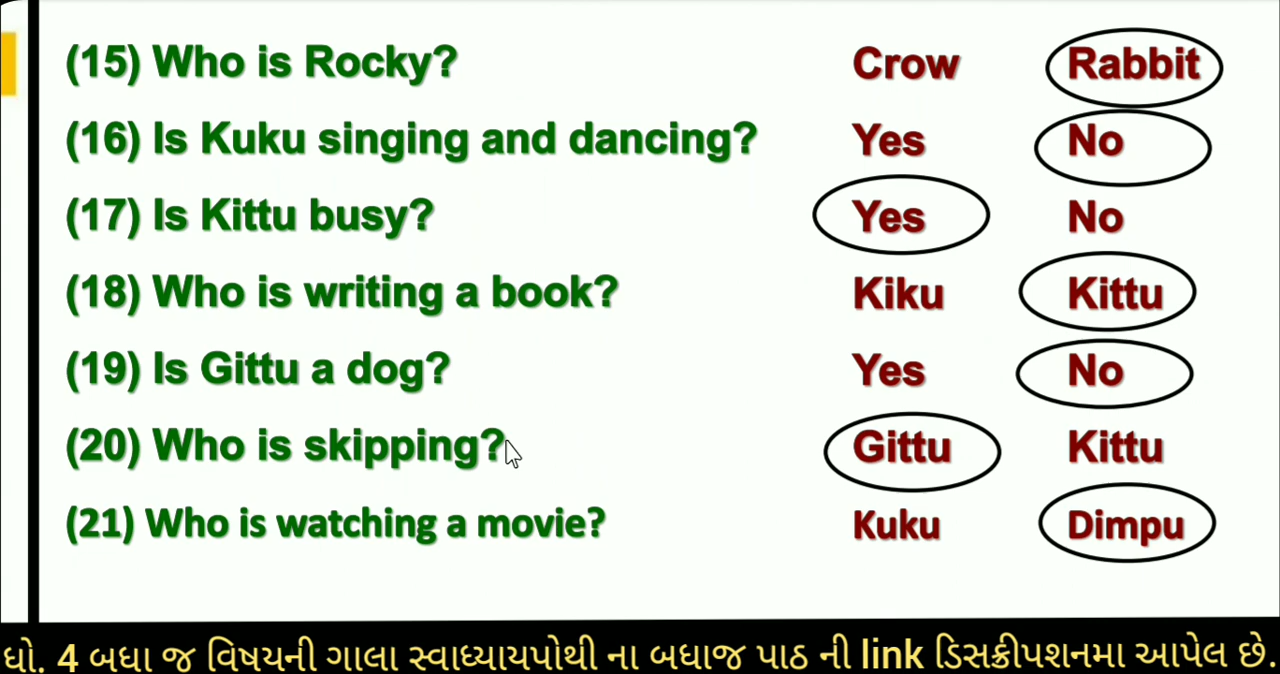 (15) Who is Rocky? Crow Rabbit
(16) Is Kuku singing and dancing? Yes No
(17) Is Kittu busy? Yes No
(18) Who is writing a book? Kiku Kittu
(19) Is Gittu a dog? Yes No
(20) Who is skipping? Gittu Kittu
(21) Who is watching a movie? Kuku Dimpu
ધો. 4 બધા જ વિષયની ગાલા સ્વાધ્યાયપોથી ના બધાજ પાઠ ની link ડિસક્રીપશનમા આપેલ છે.